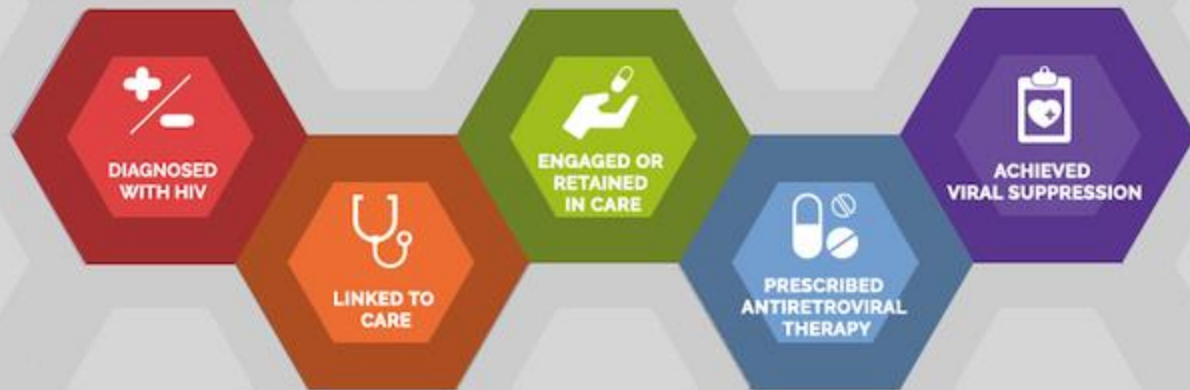 DIAGNOSED
WITH HIV
LINKED TO
CARE
ENGAGED OR
RETAINED
IN CARE
PRESCRIBED
ANTIRETROVIRAL
THERAPY
ACHIEVED
VIRAL SUPPRESSION